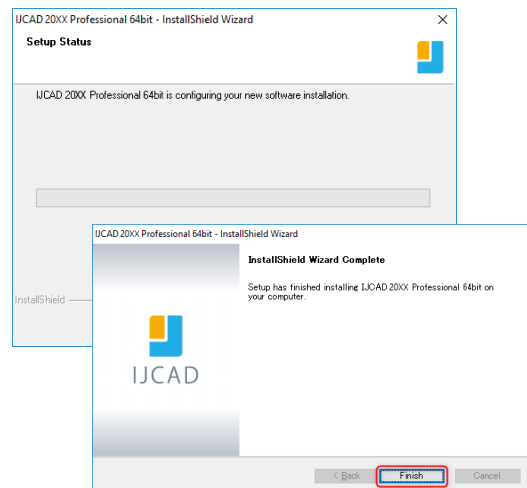 IJCAD 20XX Professional 64bit - InstallShield Wizard
Setup Status
IJCAD 20XX Professional 64bit is configuring your new software installation.
InstallShield
IJCAD 20XX Professional 64bit - InstallShield Wizard
InstallShield Wizard Complete
Setup has finished installing IJCAD 20XX Professional 64bit on
your computer.
IJCAD
< Back
Finish
Cancel